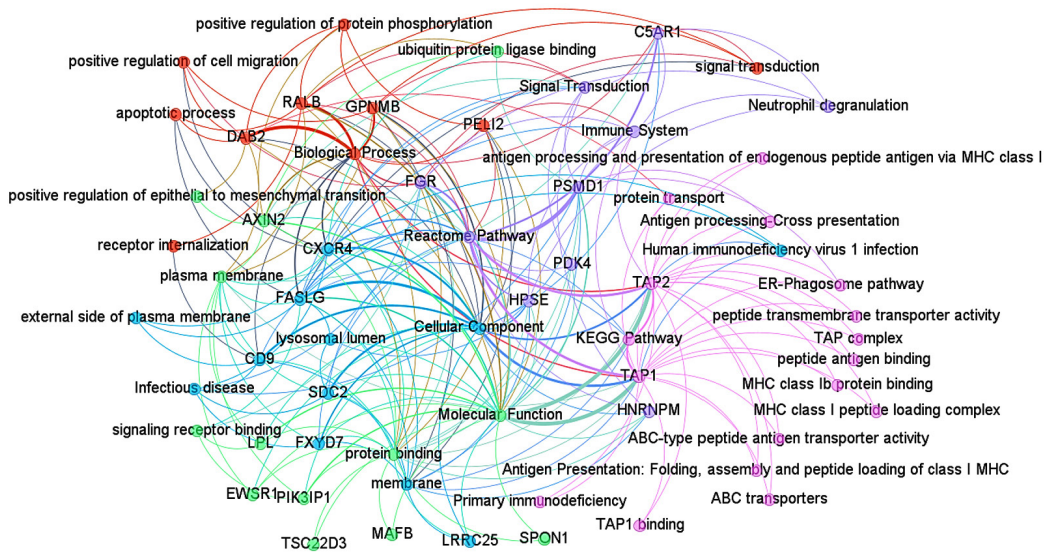 positive regulation of protein phosphorylation
C5AR1
ubiquitin protein ligase binding
positive regulation of cell migration
signal transduction
Signal Transduction
RALB
GPNMB
Neutrophil degranulation
apoptotic process
DAB2
PELI2
Immune System
Biological Process
antigen processing and presentation of endogenous peptide antigen via MHC class I
FGR
PSMD1
positive regulation of epithelial to mesenchymal transition
protein transport
AXIN2
Antigen processing-Cross presentation
receptor internalization
CXCR4
Reactome Pathway
Human immunodeficiency virus 1 infection
plasma membrane
PDK4
TAP2
ER-Phagosome pathway
FASLG
HPSE
external side of plasma membrane
peptide transmembrane transporter activity
Cellular Component
lysosomal lumen
KEGG Pathway
TAP complex
CD9
peptide antigen binding
TAP1
Infectious disease
SDC2
MHC class Ib protein binding
Molecular Function
HNRNPM
MHC class I peptide loading complex
signaling receptor binding
LPL
FXYD7
ABC-type peptide antigen transporter activity
protein binding
Antigen Presentation: Folding, assembly and peptide loading of class I MHC
membrane
EWSR1
PIK3IP1
Primary immunodeficiency
ABC transporters
TAP1 binding
MAFB
TSC22D3
LRRC25
SPON1